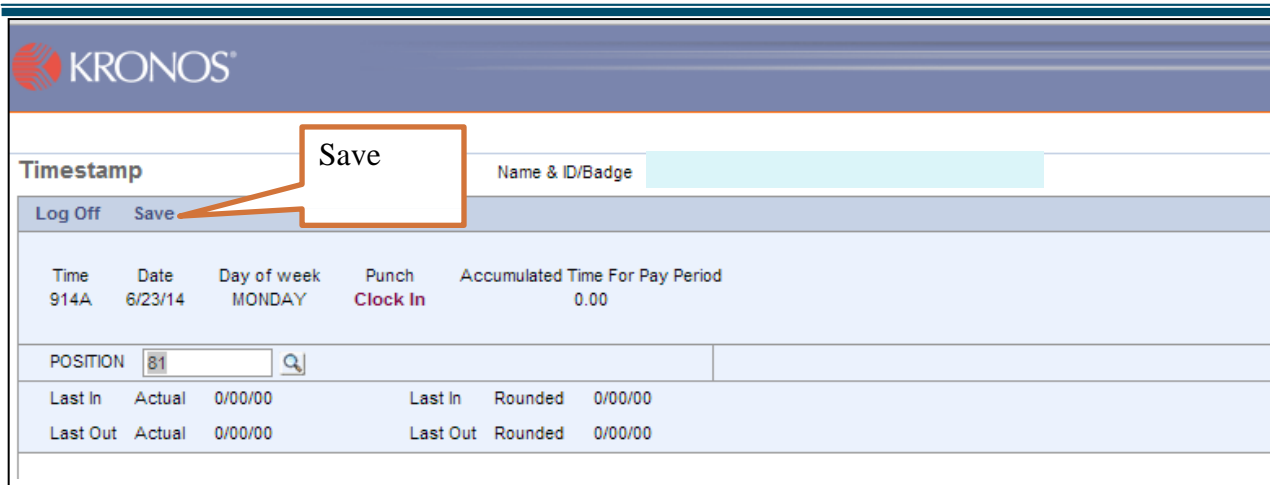 KRONOS®
Save
Timestamp Name & ID/Badge
Log Off Save
Time Date Day of week Punch Accumulated Time For Pay Period
914A 6/23/14 MONDAY Clock In 0.00
POSITION 81
Last In Actual 0/00/00 Last In Rounded 0/00/00
Last Out Actual 0/00/00 Last Out Rounded 0/00/00